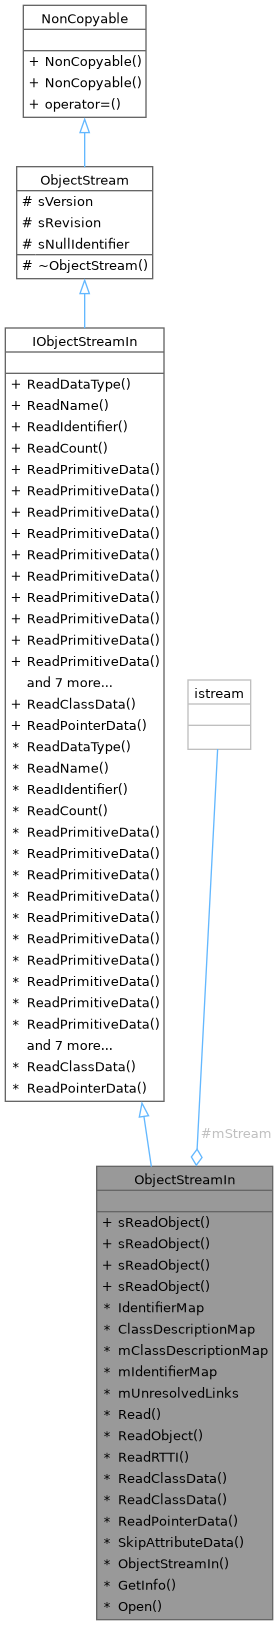 NonCopyable
+ NonCopyable()
+ NonCopyable()
+ operator=()
ObjectStream
# sVersion
# sRevision
# sNullIdentifier
# ~ObjectStream()
IObjectStreamIn
+ ReadDataType()
+ ReadName()
+ ReadIdentifier()
+ ReadCount()
+ ReadPrimitiveData()
+ ReadPrimitiveData()
+ ReadPrimitiveData()
+ ReadPrimitiveData()
+ ReadPrimitiveData()
+ ReadPrimitiveData()
+ ReadPrimitiveData()
+ ReadPrimitiveData()
+ ReadPrimitiveData()
+ ReadPrimitiveData()
and 7 more...
+ ReadClassData()
+ ReadPointerData()
* ReadDataType()
* ReadName()
* ReadIdentifier()
* ReadCount()
* ReadPrimitiveData()
* ReadPrimitiveData()
* ReadPrimitiveData()
* ReadPrimitiveData()
* ReadPrimitiveData()
* ReadPrimitiveData()
* ReadPrimitiveData()
* ReadPrimitiveData()
* ReadPrimitiveData()
* ReadPrimitiveData()
and 7 more...
* ReadClassData()
* ReadPointerData()
istream
#mStream
ObjectStreamIn
+ sReadObject()
+ sReadObject()
+ sReadObject()
+ sReadObject()
* IdentifierMap
* ClassDescriptionMap
* mClassDescriptionMap
* mIdentifierMap
* mUnresolvedLinks
* Read()
* ReadObject()
* ReadRTTI()
* ReadClassData()
* ReadClassData()
* ReadPointerData()
* SkipAttributeData()
* ObjectStreamIn()
* GetInfo()
* Open()